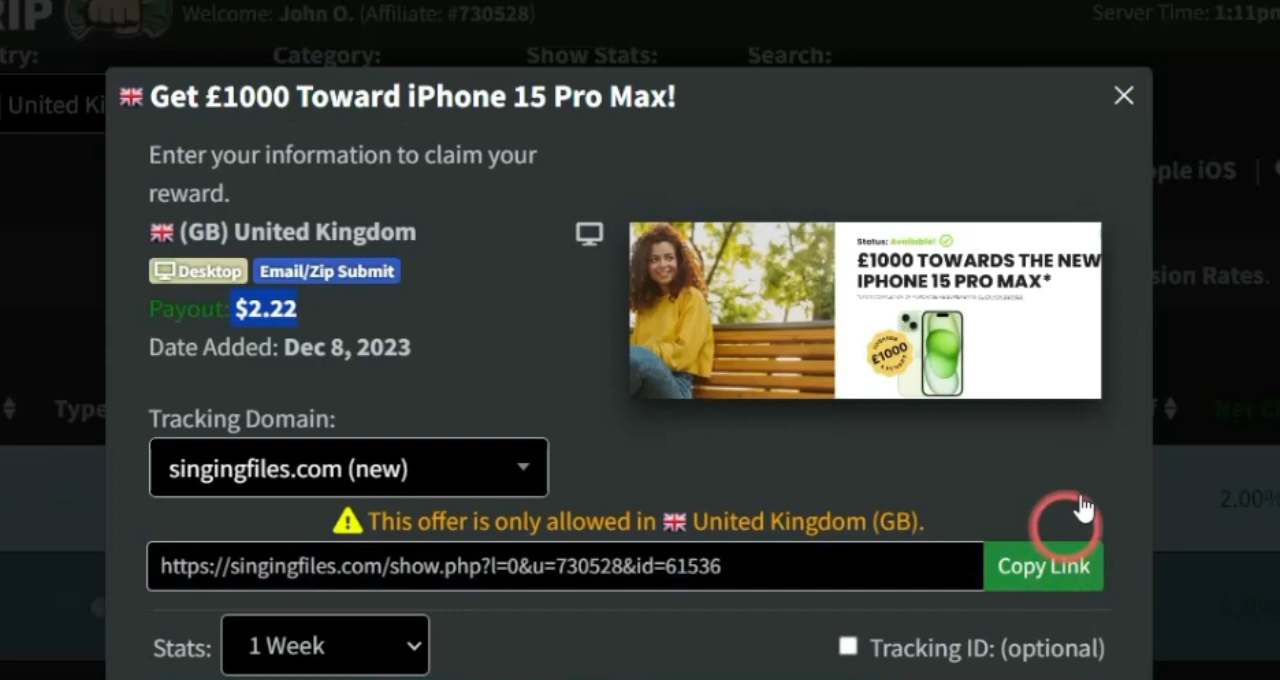 RIP
Welcome: John O. (Affiliate: #730528)
Server Time: 1:11pm
try:
Category:
Show Stats:
Search:
United Ki
Get £1000 Toward iPhone 15 Pro Max!
Enter your information to claim your
reward.
ple iOS |
(GB) United Kingdom
Desktop
Email/Zip Submit
Payout: $2.22
Date Added: Dec 8, 2023
Status: Available!
£1000 TOWARDS THE NEW
IPHONE 15 PRO MAX*
£1000
sion Rates.
Type
Tracking Domain:
singingfiles.com (new)
This offer is only allowed in United Kingdom (GB).
2.00%
https://singingfiles.com/show.php?l=0&u=730528&id=61536
Copy Link
Stats:
1 Week
Tracking ID: (optional)